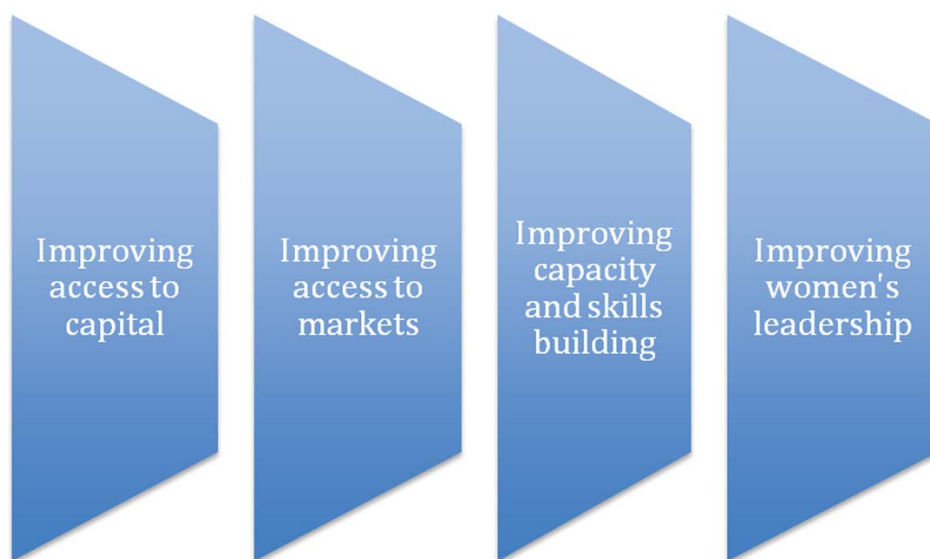 Improving
access to
capital
Improving
access to
markets
Improving
capacity
and skills
building
Improving
women's
leadership